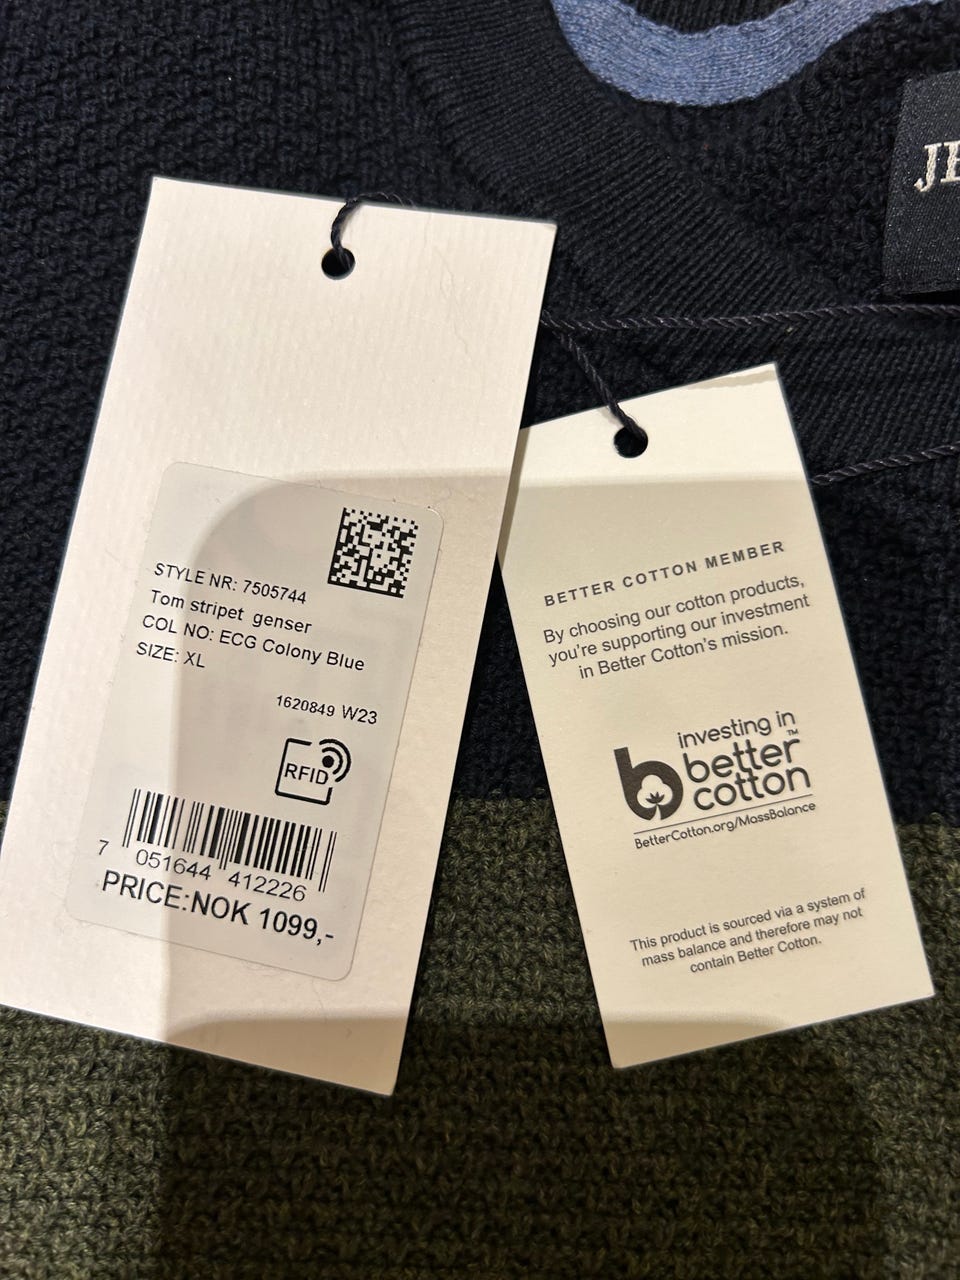 STYLE NR: 7505744
Tom stripet genser
COL NO: ECG Colony Blue
SIZE: XL
1620849 W23
RFID
7 051644 412226
PRICE:NOK 1099,-
BETTER COTTON MEMBER
By choosing our cotton products,
you're supporting our investment
in Better Cotton's mission.
investing in
better™
cotton
BetterCotton.org/MassBalance
This product is sourced via a system of
mass balance and therefore may not
contain Better Cotton.